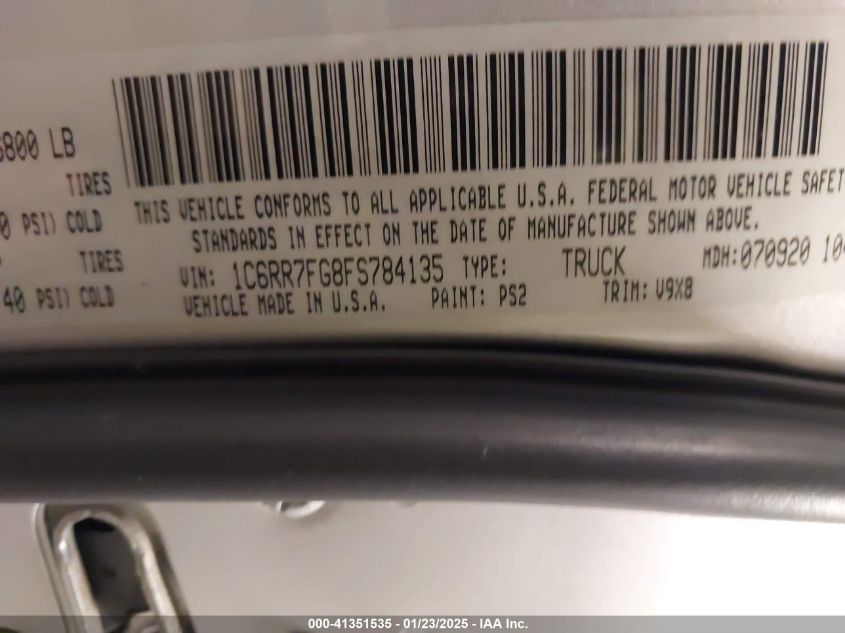 6800 LB
TIRES
0 PSI) COLD
TIRES
40 PSI) COLD
THIS VEHICLE CONFORMS TO ALL APPLICABLE U.S.A. FEDERAL MOTOR VEHICLE SAFET
STANDARDS IN EFFECT ON THE DATE OF MANUFACTURE SHOWN ABOVE.
VIN: 1C6RR7FG8FS784135 TYPE: TRUCK MDH:070920 10
VEHICLE MADE IN U.S.A. PAINT: PS2 TRIM: V9X8
000-41351535 - 01/23/2025 - IAA Inc.